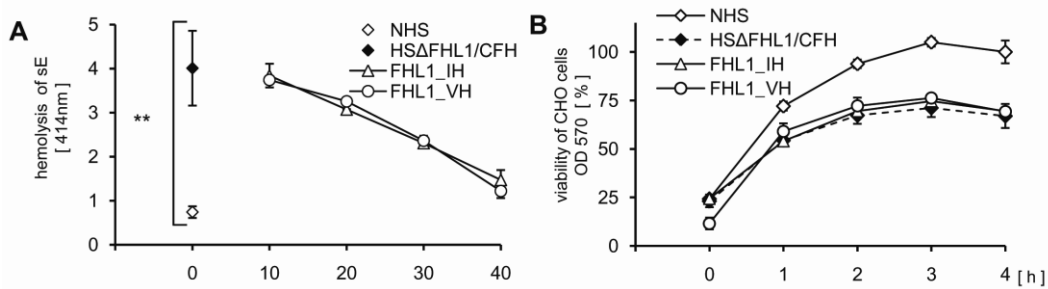 A
hemolysis of sE
[ 414nm]
5
4
3
2
1
0
**
NHS
HSΔFHL1/CFH
FHL1_IH
FHL1_VH
0 10 20 30 40
B
viability of CHO cells
OD 570 [ % ]
100
75
50
25
0
NHS
HSΔFHL1/CFH
FHL1_IH
FHL1_VH
0 1 2 3 4 [ h ]